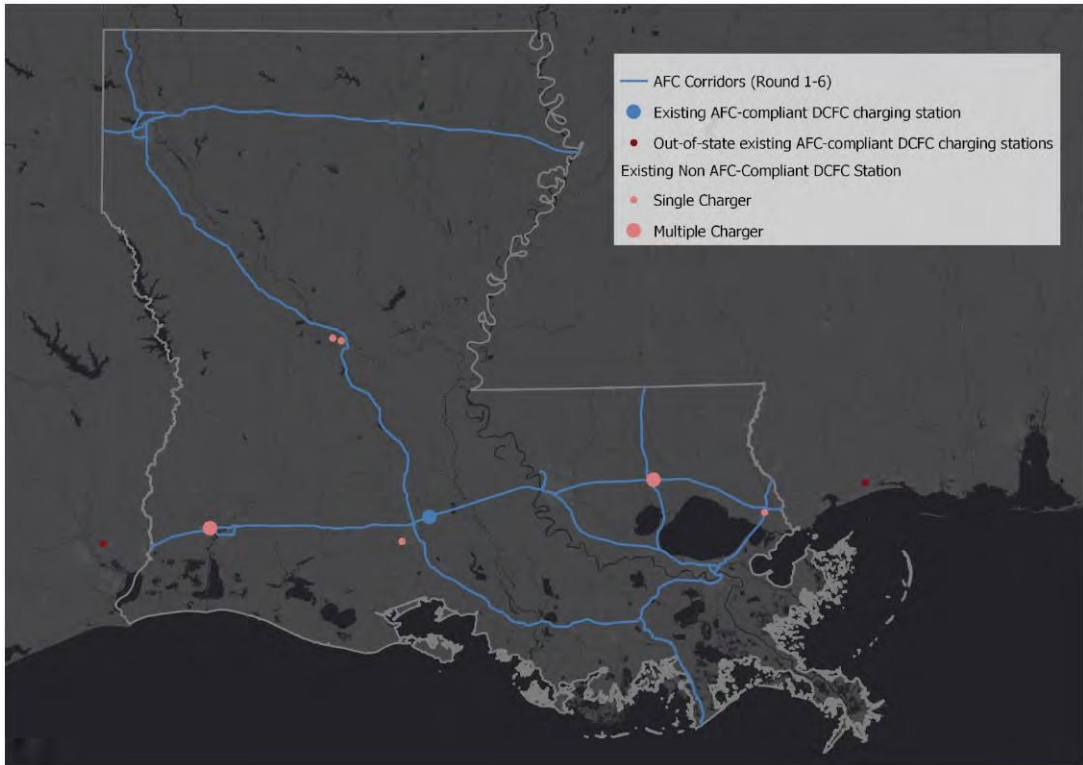 AFC Corridors (Round 1-6)
Existing AFC-compliant DCFC charging station
Out-of-state existing AFC-compliant DCFC charging stations
Existing Non AFC-Compliant DCFC Station
Single Charger
Multiple Charger